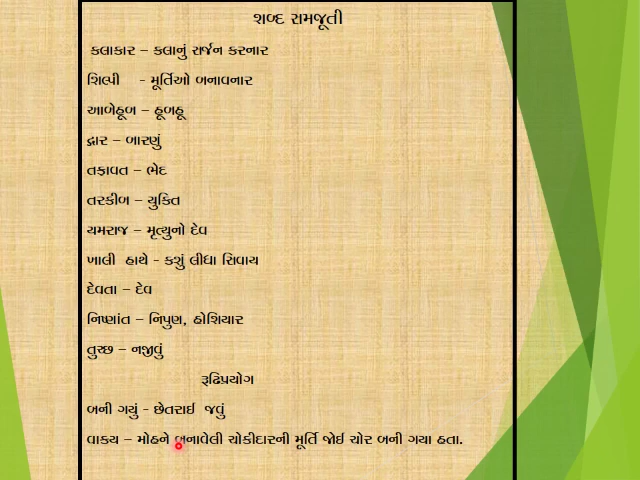 શબ્દ સમજૂતી
કલાકાર – કલાનું સર્જન કરનાર
શિલ્પી - મૂર્તિઓ બનાવનાર
આબેહૂબ – હૂબહૂ
દ્વાર – બારણું
તફાવત – ભેદ
તરકીબ – યુક્તિ
યમરાજ – મૃત્યુનો દેવ
ખાલી હાથે - કશું લીધા સિવાય
દેવતા – દેવ
નિષ્ણાંત – નિપુણ, હોશિયાર
તુચ્છ – નજીવું
રૂઢિપ્રયોગ
બની ગયું - છેતરાઈ જવું
વાક્ય – મોહને બનાવેલી ચોકીદારની મૂર્તિ જોઈ ચોર બની ગયા હતા.